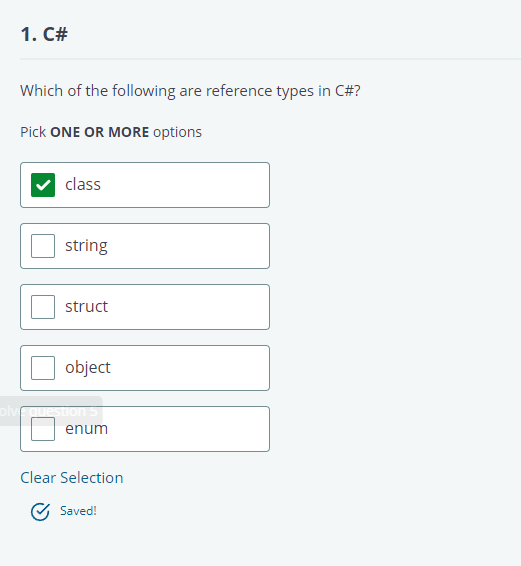 1. C#
Which of the following are reference types in C#?
Pick ONE OR MORE options
class
string
struct
object
question 5
enum
Clear Selection
Saved!